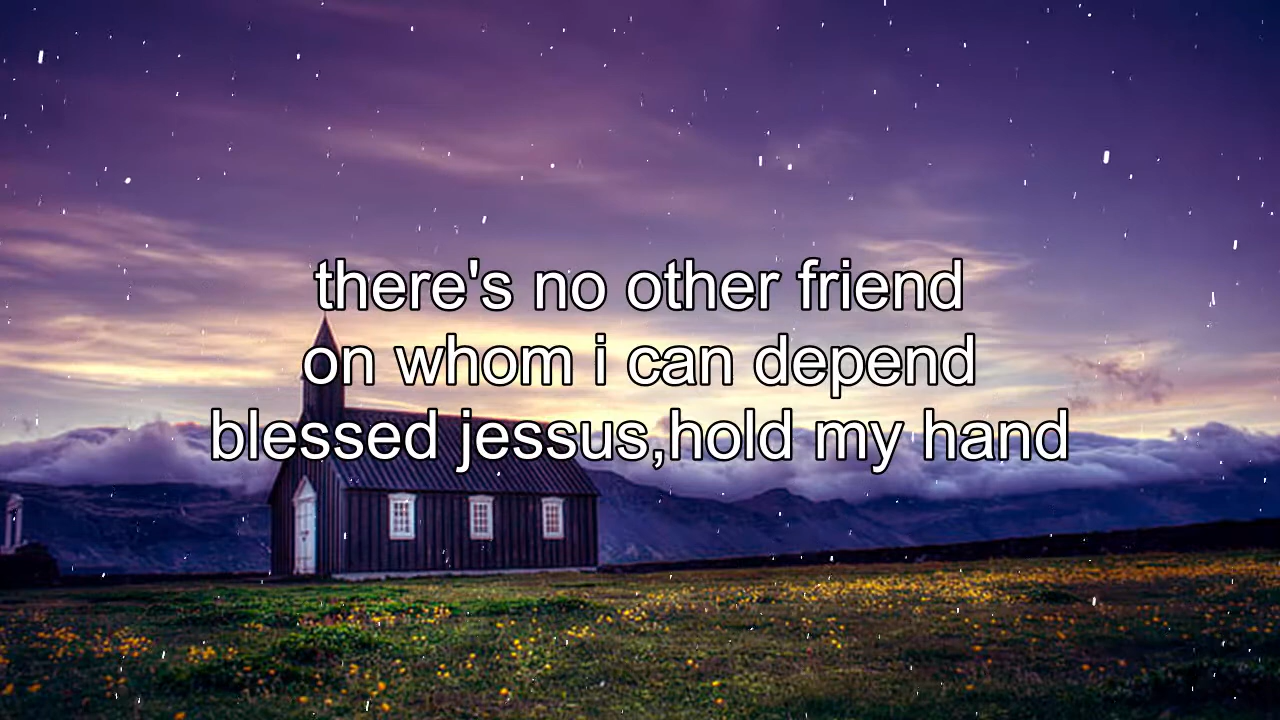 there's no other friend
on whom i can depend
blessed jessus,hold my hand